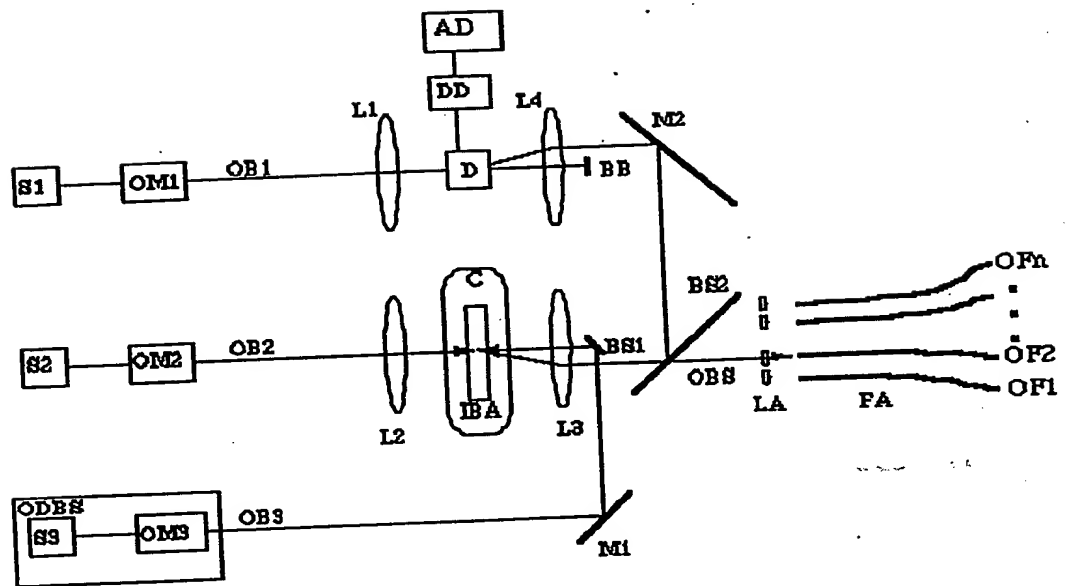 AD
DD
L1
L4
M2
S1
OM1
OB1
D
BB
C
BS2
OFn
S2
OM2
OB2
BS1
OBS
OF2
IBA
LA
FA
OF1
L2
L3
ODBS
S3
OM3
OB3
M1